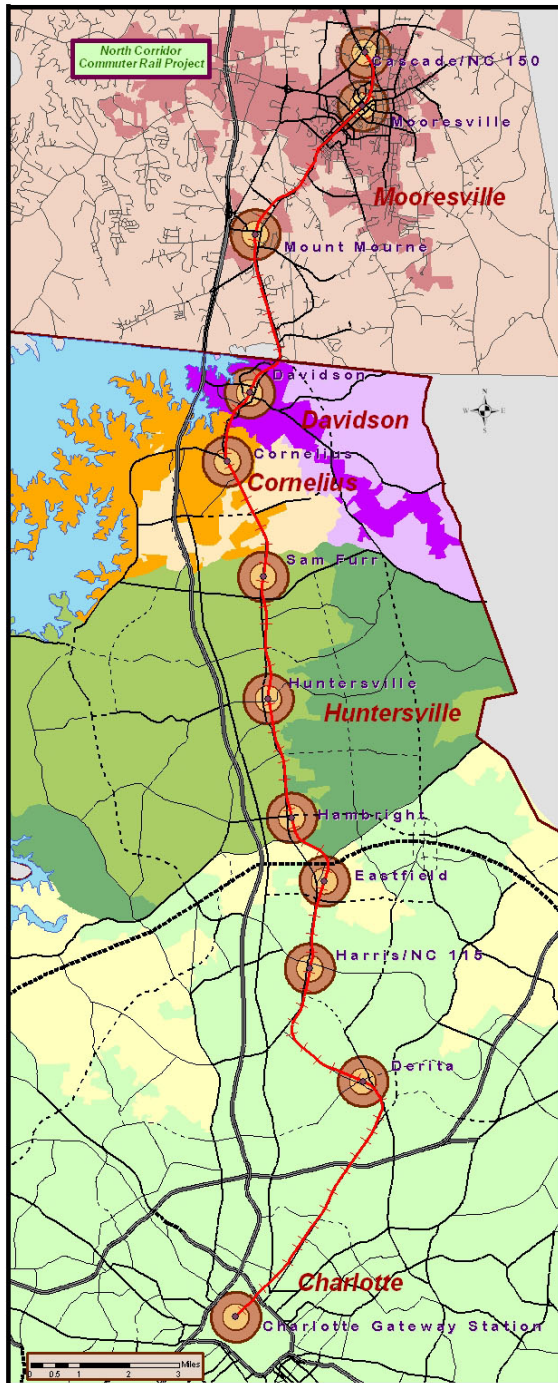 North Corridor
Commuter Rail Project
Cascade/NC 150
Mooresville
Mooresville
Mount Mourne
Davidson
Davidson
N
W E
S
Cornelius
Cornelius
Sam Furr
Huntersville
Huntersville
Hambright
Eastfield
Harris/NC 115
Derita
Charlotte
Charlotte Gateway Station
Miles
0 0.5 1 2 3